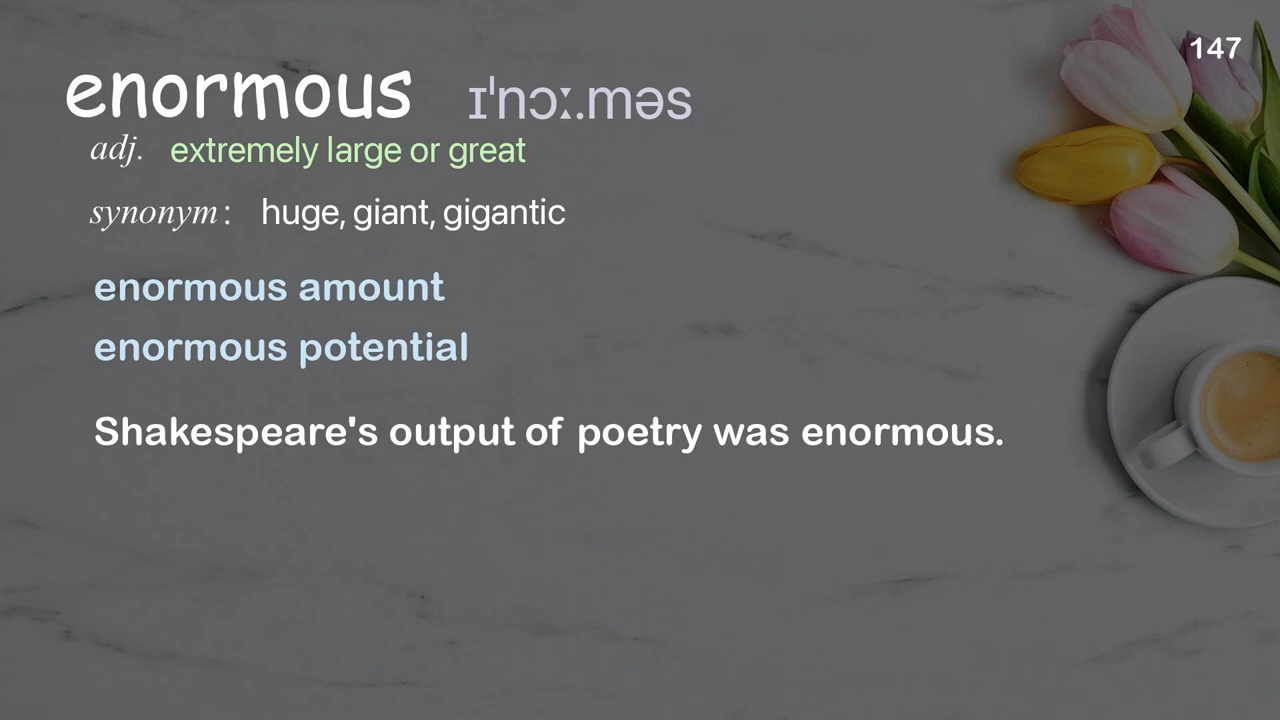 147
enormous ɪˈnɔː.məs
adj. extremely large or great
synonym: huge, giant, gigantic
enormous amount
enormous potential
Shakespeare's output of poetry was enormous.